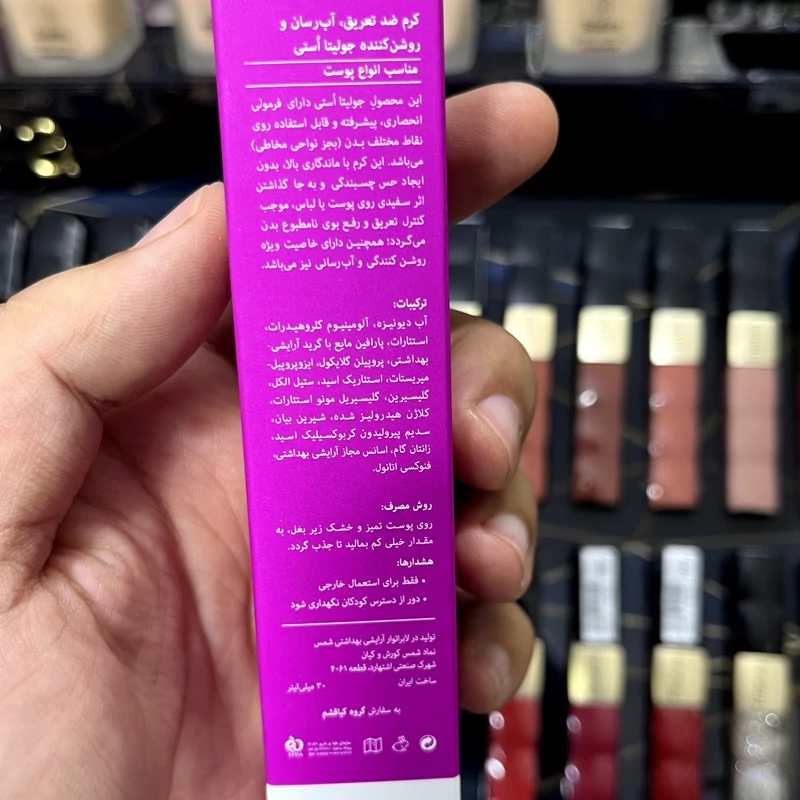 کرم ضد تعریق، آب‌رسان و
روشن‌کننده جولیتا اُستی
مناسب انواع پوست
این محصولِ جولیتا اُستی دارای فرمولی
انحصاری، پیشرفته و قابل استفاده روی
نقاط مختلف بدن (بجز نواحی مخاطی)
می‌باشد. این کرم با ماندگاری بالا، بدون
ایجاد حس چسبندگی و به جا گذاشتن
اثر سفیدی روی پوست یا لباس، موجب
کنترل تعریق و رفع بوی نامطبوع بدن
می‌گردد؛ همچنین دارای خاصیت ویژه
روشن کنندگی و آب‌رسانی نیز می‌باشد.
ترکیبات:
آب دیونیزه، آلومینیوم کلروهیدرات،
استئارات، پارافین مایع با گرید آرایشی-
بهداشتی، پروپیلن گلایکول، ایزوپروپیل-
میریستات، استئاریک اسید، ستیل الکل،
گلیسیرین، گلیسیریل مونو استئارات،
کلاژن هیدرولیز شده، شیرین بیان،
سدیم پیرولیدون کربوکسیلیک اسید،
زانتان گام، اسانس مجاز آرایشی بهداشتی،
فنوکسی اتانول.
روش مصرف:
روی پوست تمیز و خشک زیر بغل، به
مقدار خیلی کم بمالید تا جذب گردد.
هشدارها:
• فقط برای استعمال خارجی
• دور از دسترس کودکان نگهداری شود
تولید در لابراتوار آرایشی بهداشتی شمس
نماد شمس کورش و کیان
شهرک صنعتی اشتهارد، قطعه ۴۰۶۱
ساخت ایران
۳۰ میلی‌لیتر
به سفارش گروه کیاقشم